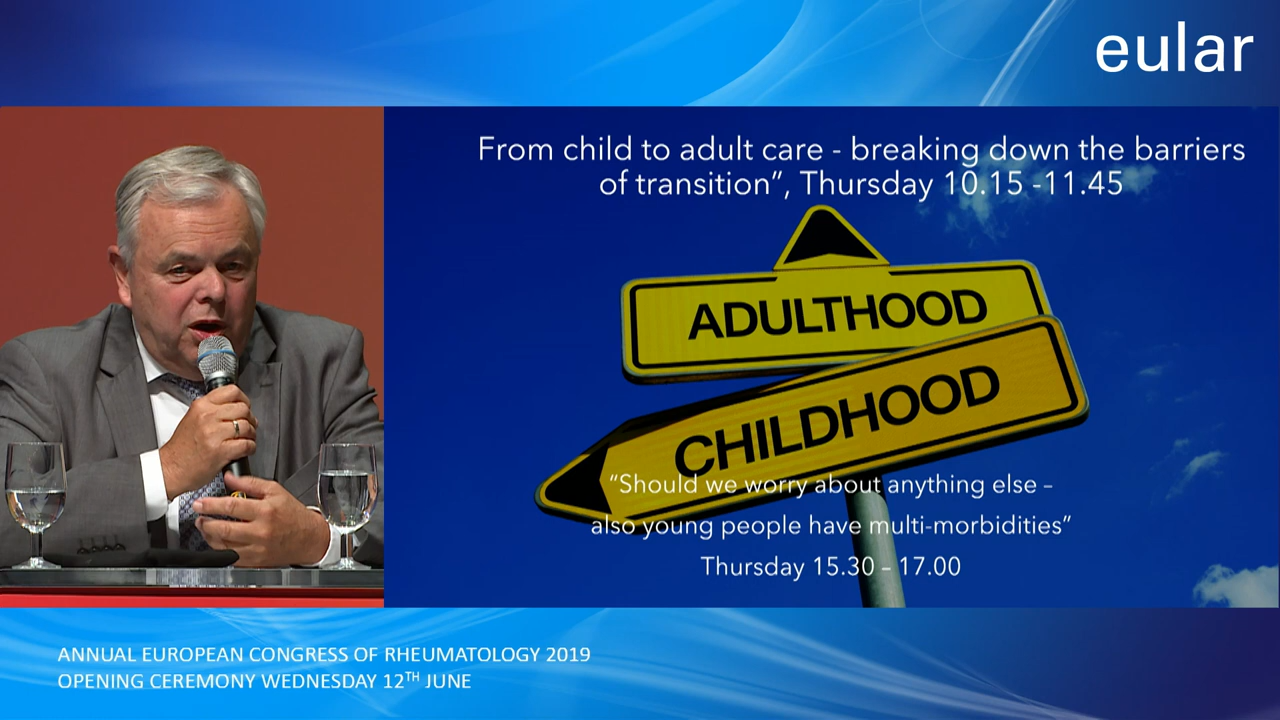 eular
From child to adult care - breaking down the barriers
of transition”, Thursday 10.15 -11.45
ADULTHOOD
CHILDHOOD
”Should we worry about anything else –
also young people have multi-morbidities”
Thursday 15.30 – 17.00
ANNUAL EUROPEAN CONGRESS OF RHEUMATOLOGY 2019
OPENING CEREMONY WEDNESDAY 12TH JUNE